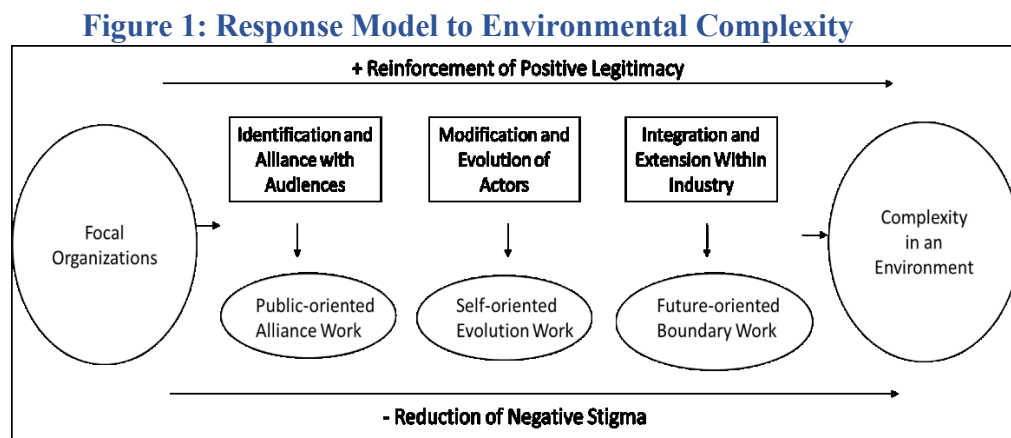 Figure 1: Response Model to Environmental Complexity
+ Reinforcement of Positive Legitimacy
Identification and
Alliance with
Audiences
Modification and
Evolution of
Actors
Integration and
Extension Within
Industry
Focal
Organizations
Complexity
in an
Environment
Public-oriented
Alliance Work
Self-oriented
Evolution Work
Future-oriented
Boundary Work
- Reduction of Negative Stigma